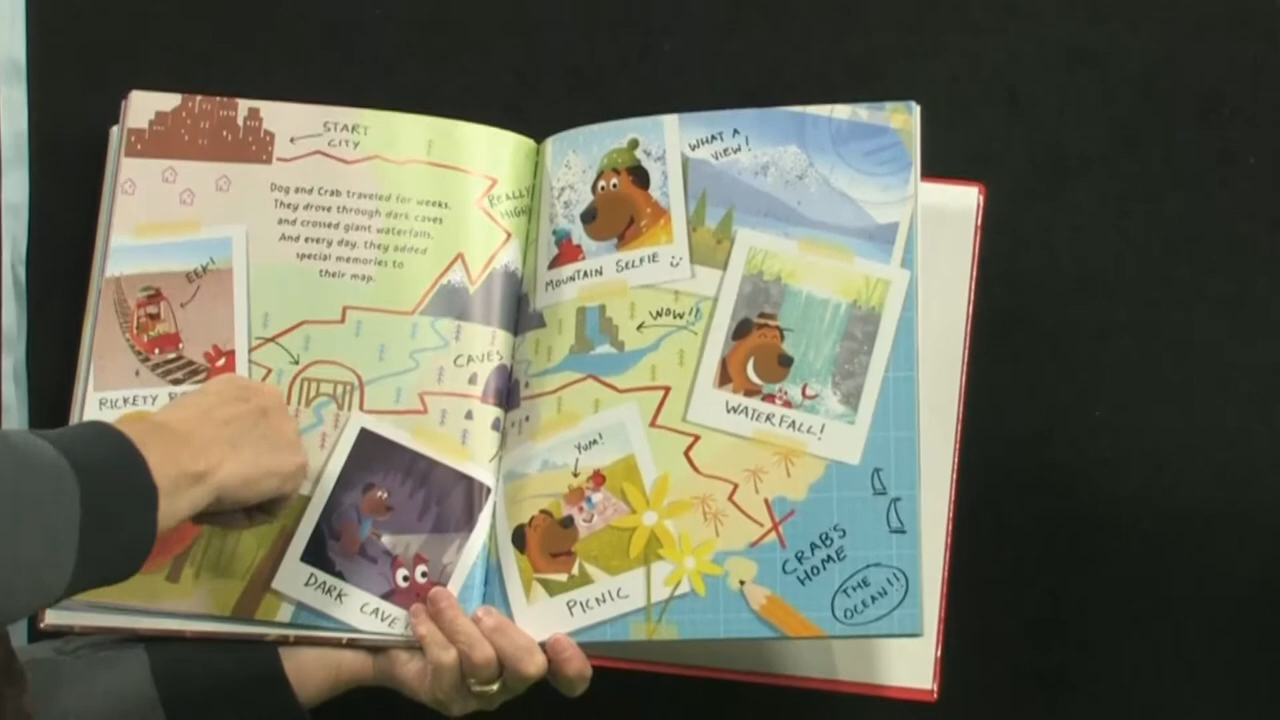 START
CITY
Dog and Crab traveled for weeks.
They drove through dark caves
and crossed giant waterfalls.
And every day, they added
special memories to
their map.
EEK!
RICKETY
CAVES
DARK CAVE
REALLY
HIGH
MOUNTAIN SELFIE
WHAT A
VIEW!
WOW!!
WATERFALL!
YUM!
PICNIC
CRAB'S
HOME
THE
OCEAN!!